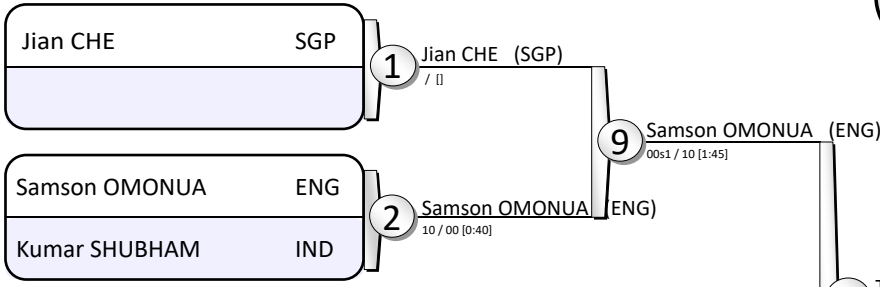 Jian CHE SGP
1
Jian CHE (SGP)
/ []
Samson OMONUA ENG
Kumar SHUBHAM IND
2
Samson OMONUA (ENG)
10 / 00 [0:40]
9
Samson OMONUA (ENG)
00s1 / 10 [1:45]